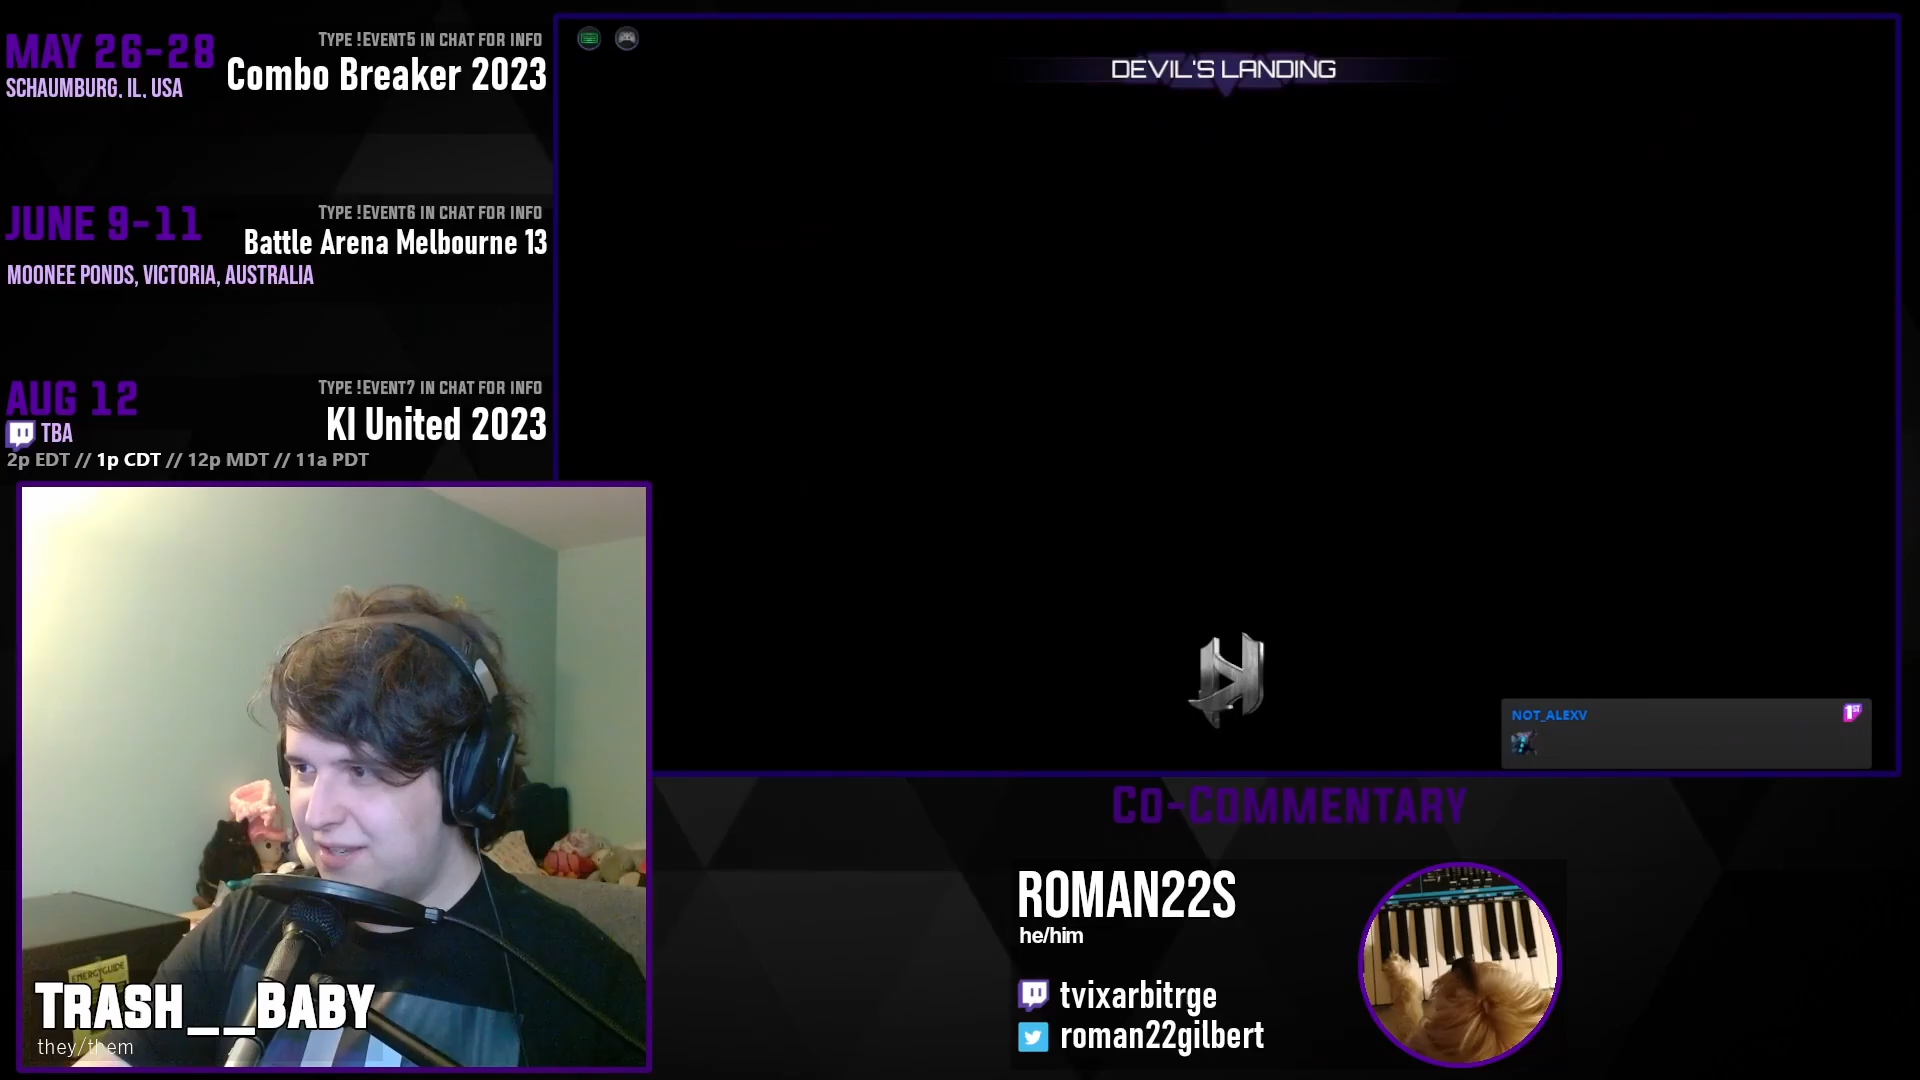 MAY 26-28
SCHAUMBURG, IL, USA
TYPE !EVENT5 IN CHAT FOR INFO
Combo Breaker 2023
JUNE 9-11
TYPE !EVENT6 IN CHAT FOR INFO
Battle Arena Melbourne 13
MOONEE PONDS, VICTORIA, AUSTRALIA
AUG 12
TBA
TYPE !EVENT7 IN CHAT FOR INFO
KI United 2023
2p EDT // 1p CDT // 12p MDT // 11a PDT
DEVIL'S LANDING
NOT_ALEXV
1ST
ENERGYGUIDE
TRASH__BABY
they/them
CO-COMMENTARY
ROMAN22S
he/him
tvixarbitrge
roman22gilbert